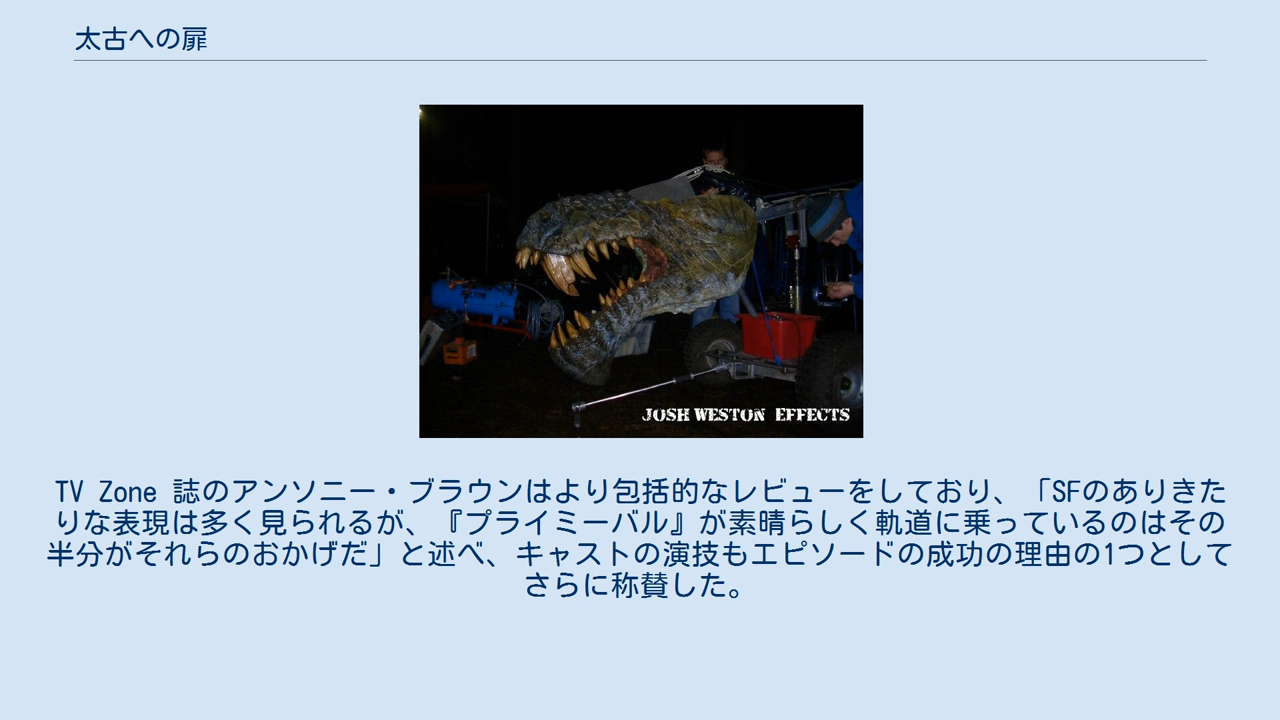 太古への扉
JOSH WESTON EFFECTS
TV Zone 誌のアンソニー・ブラウンはより包括的なレビューをしており、「SFのありきた
りな表現は多く見られるが、『プライミーバル』が素晴らしく軌道に乗っているのはその
半分がそれらのおかげだ」と述べ、キャストの演技もエピソードの成功の理由の1つとして
さらに称賛した。